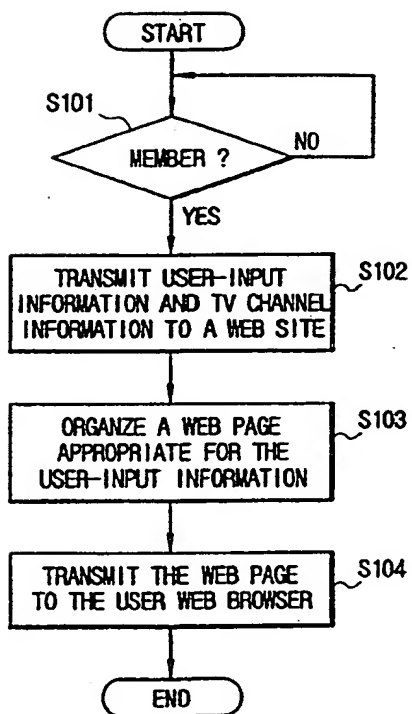 START
S101
MEMBER ?
NO
YES
TRANSMIT USER-INPUT
INFORMATION AND TV CHANNEL
INFORMATION TO A WEB SITE
S102
ORGANZE A WEB PAGE
APPROPRIATE FOR THE
USER-INPUT INFORMATION
S103
TRANSMIT THE WEB PAGE
TO THE USER WEB BROWSER
S104
END